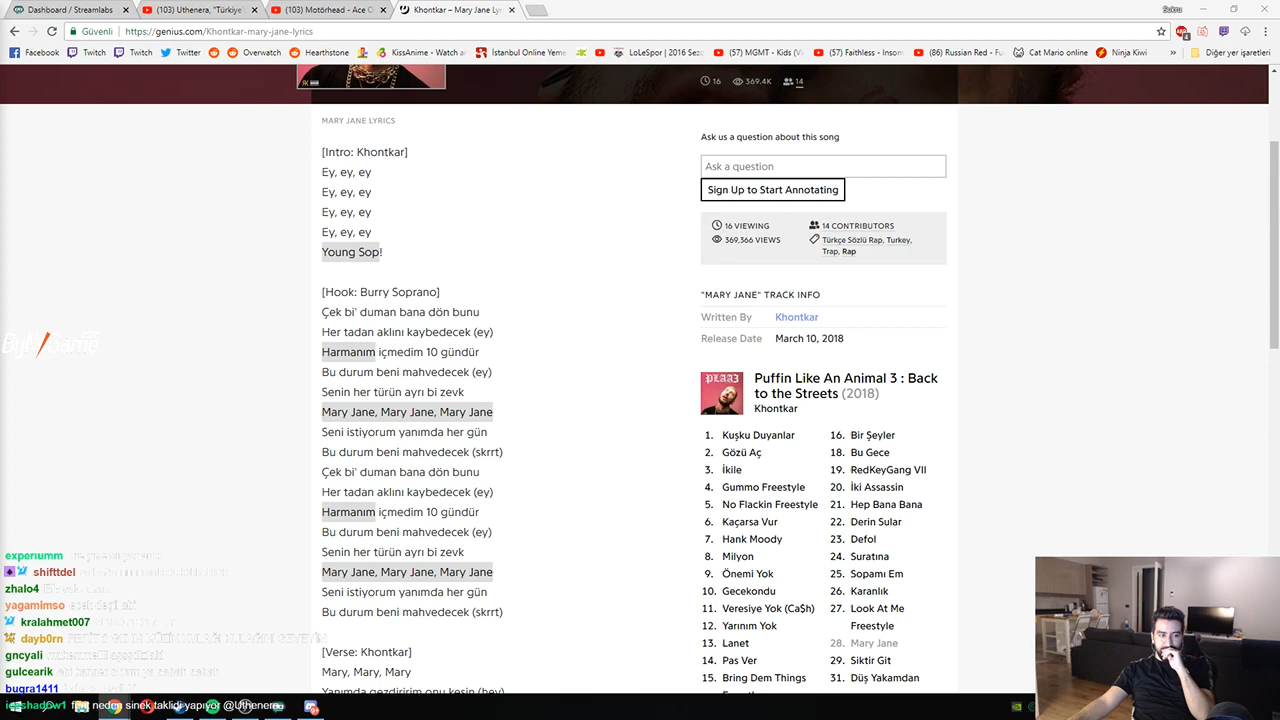 Dashboard / Streamlabs
(103) Uthenera, "Türkiye
(103) Motörhead - Ace O
Khontkar – Mary Jane Ly
Güvenli
https://genius.com/Khontkar-mary-jane-lyrics
Facebook
Twitch
Twitch
Twitter
Overwatch
Hearthstone
KissAnime - Watch an
İstanbul Online Yeme
LoLeSpor | 2016 Sezo
(57) MGMT - Kids (Vi
(57) Faithless - Insom
(86) Russian Red - Fu
Cat Mario online
Ninja Kiwi
Diğer yer işaretleri
16 369.4K 14
MARY JANE LYRICS
[Intro: Khontkar]
Ey, ey, ey
Ey, ey, ey
Ey, ey, ey
Ey, ey, ey
Young Sop!
[Hook: Burry Soprano]
Çek bi' duman bana dön bunu
Her tadan aklını kaybedecek (ey)
Harmanım içmedim 10 gündür
Bu durum beni mahvedecek (ey)
Senin her türün ayrı bi zevk
Mary Jane, Mary Jane, Mary Jane
Seni istiyorum yanımda her gün
Bu durum beni mahvedecek (skrrt)
Çek bi' duman bana dön bunu
Her tadan aklını kaybedecek (ey)
Harmanım içmedim 10 gündür
Bu durum beni mahvedecek (ey)
Senin her türün ayrı bi zevk
Mary Jane, Mary Jane, Mary Jane
Seni istiyorum yanımda her gün
Bu durum beni mahvedecek (skrrt)
[Verse: Khontkar]
Mary, Mary, Mary
Yanımda gezdiririm onu kesin (hey)
Ask us a question about this song
Ask a question
Sign Up to Start Annotating
16 VIEWING
369,366 VIEWS
14 CONTRIBUTORS
Türkçe Sözlü Rap, Turkey,
Trap, Rap
"MARY JANE" TRACK INFO
Written By Khontkar
Release Date March 10, 2018
PLAA3
Puffin Like An Animal 3 : Back
to the Streets (2018)
Khontkar
1. Kuşku Duyanlar
2. Gözü Aç
3. İkile
4. Gummo Freestyle
5. No Flackin Freestyle
6. Kaçarsa Vur
7. Hank Moody
8. Milyon
9. Önemi Yok
10. Gecekondu
11. Veresiye Yok (Ca$h)
12. Yarınım Yok
13. Lanet
14. Pas Ver
15. Bring Dem Things
16. Bir Şeyler
18. Bu Gece
19. RedKeyGang VII
20. İki Assassin
21. Hep Bana Bana
22. Derin Sular
23. Defol
24. Suratına
25. Sopamı Em
26. Karanlık
27. Look At Me
Freestyle
28. Mary Jane
29. Siktir Git
31. Düş Yakamdan
ByNoGame
experıumm
shifttdel
zhalo4
yagamimso
kralahmet007
dayb0rn
gncyali
gulcearik
bugra1411
neden sinek taklidi yapıyor @Uthenera